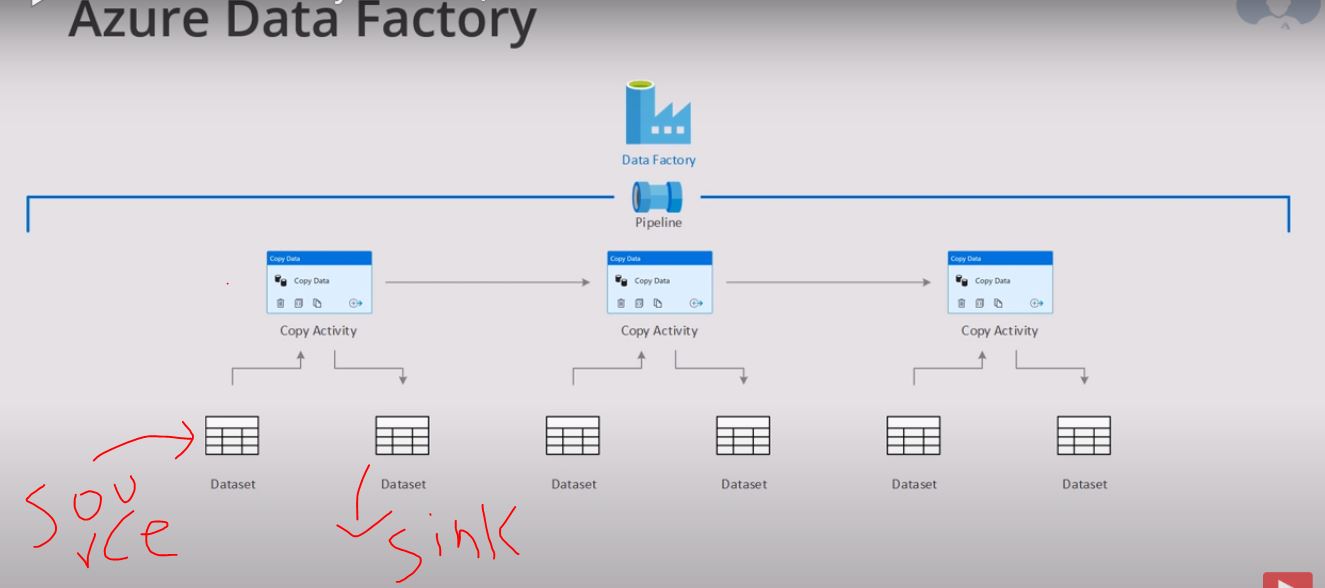 Azure Data Factory
Data Factory
Pipeline
Copy Data Copy Data Copy Data
Copy Data Copy Data Copy Data
Copy Activity Copy Activity Copy Activity
Dataset Dataset Dataset Dataset Dataset Dataset
Source
Sink